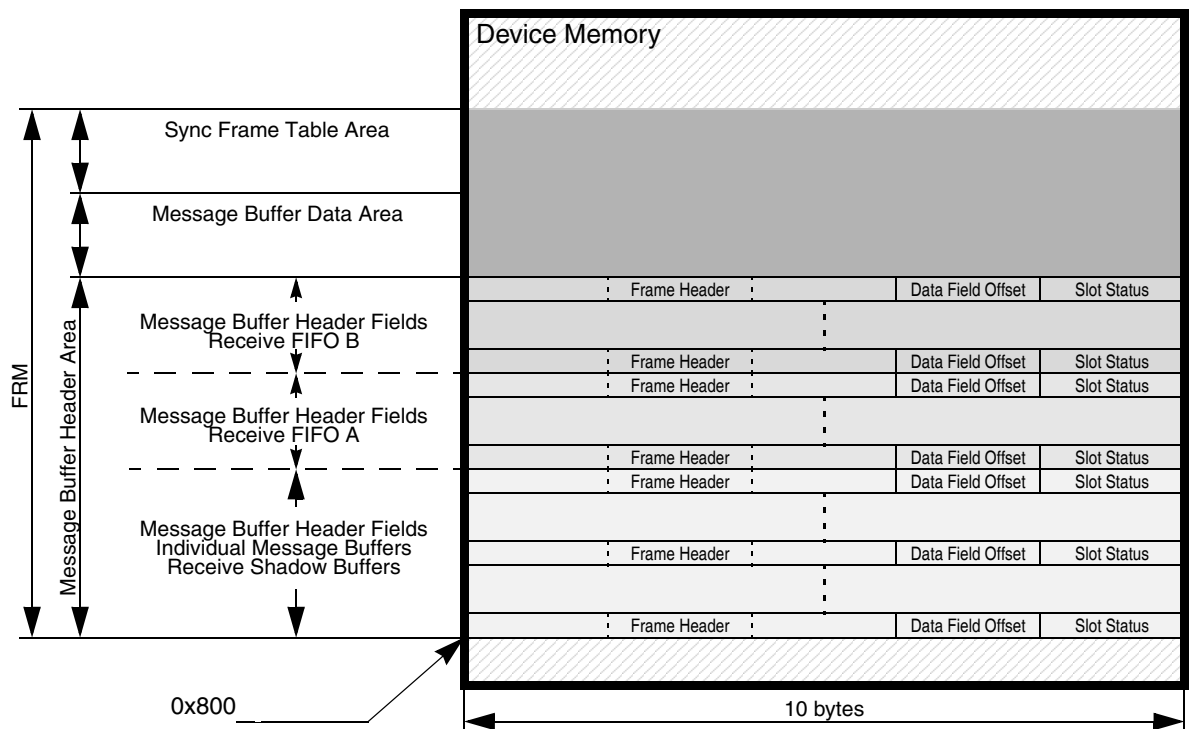 Device Memory
Sync Frame Table Area
Message Buffer Data Area
FRM
Message Buffer Header Area
Message Buffer Header Fields
Receive FIFO B
Message Buffer Header Fields
Receive FIFO A
Message Buffer Header Fields
Individual Message Buffers
Receive Shadow Buffers
Frame Header Data Field Offset Slot Status
Frame Header Data Field Offset Slot Status
Frame Header Data Field Offset Slot Status
Frame Header Data Field Offset Slot Status
Frame Header Data Field Offset Slot Status
Frame Header Data Field Offset Slot Status
Frame Header Data Field Offset Slot Status
0x800
10 bytes